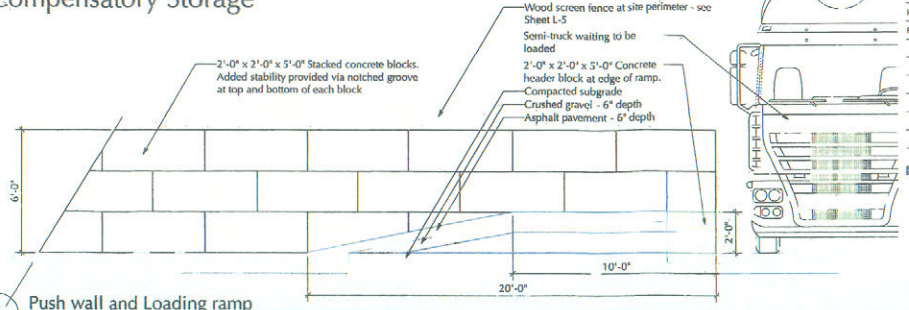 Compensatory Storage
Wood screen fence at site perimeter - see
Sheet L-5
Semi-truck waiting to be
loaded
2'-0" x 2'-0" x 5'-0" Stacked concrete blocks.
Added stability provided via notched groove
at top and bottom of each block
2'-0" x 2'-0" x 5'-0" Concrete
header block at edge of ramp.
Compacted subgrade
Crushed gravel - 6" depth
Asphalt pavement - 6" depth
6'-0"
2'-0"
10'-0"
20'-0"
Push wall and Loading ramp